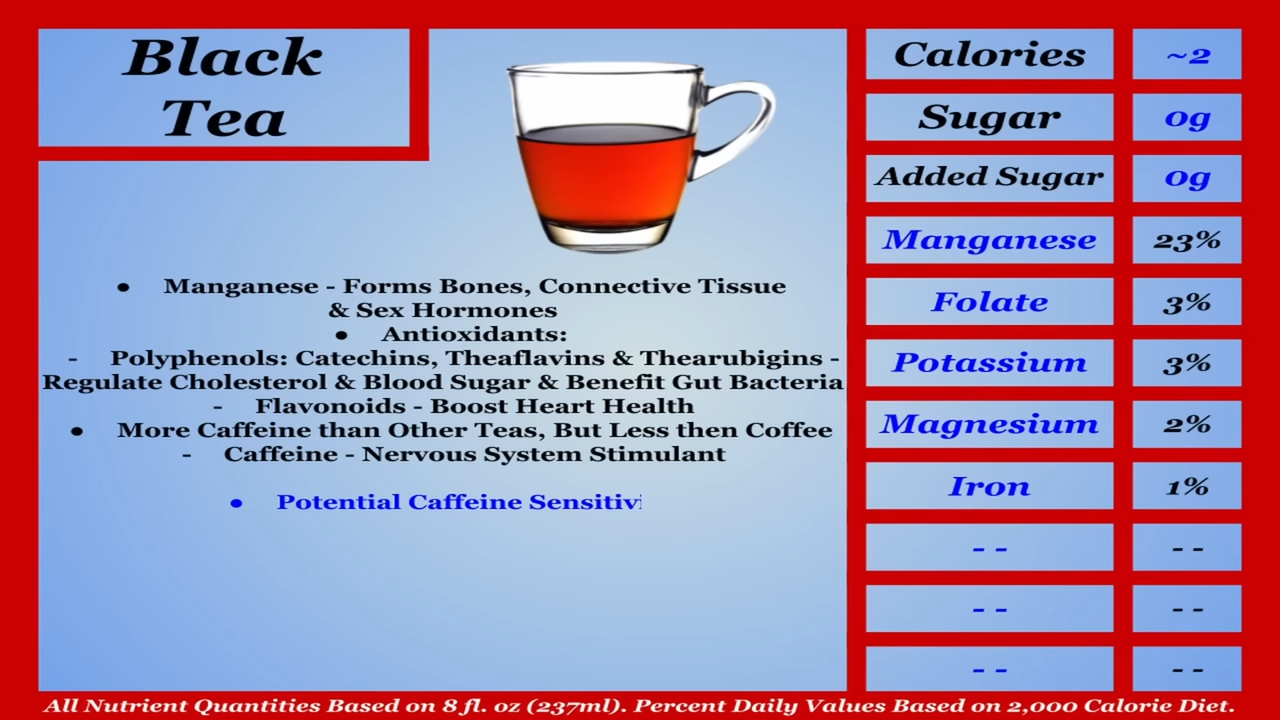 Black
Tea
● Manganese - Forms Bones, Connective Tissue
& Sex Hormones
● Antioxidants:
- Polyphenols: Catechins, Theaflavins & Thearubigins -
Regulate Cholesterol & Blood Sugar & Benefit Gut Bacteria
- Flavonoids - Boost Heart Health
● More Caffeine than Other Teas, But Less then Coffee
- Caffeine - Nervous System Stimulant
● Potential Caffeine Sensitiv
Calories ~2
Sugar 0g
Added Sugar 0g
Manganese 23%
Folate 3%
Potassium 3%
Magnesium 2%
Iron 1%
- - - -
- - - -
- - - -
All Nutrient Quantities Based on 8 fl. oz (237ml). Percent Daily Values Based on 2,000 Calorie Diet.